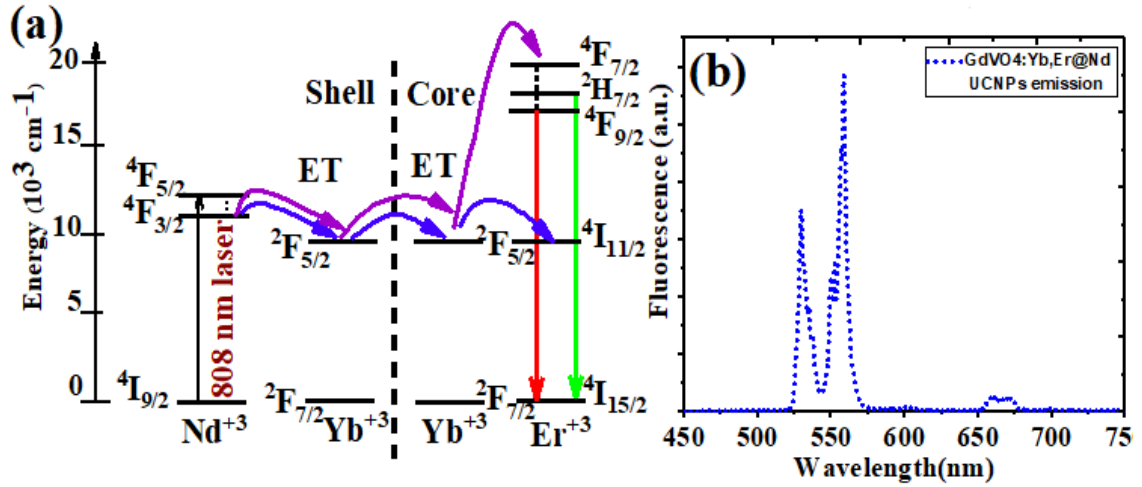 (a)
Energy (10³ cm⁻¹)
20
15
10
5
0
Shell
Core
ET
ET
⁴F₅/₂
⁴F₃/₂
⁴I₉/₂
808 nm laser
Nd⁺³
²F₅/₂
²F₇/₂
Yb⁺³
²F₅/₂
²F₇/₂
Yb⁺³
⁴F₇/₂
²H₇/₂
⁴F₉/₂
⁴I₁₁/₂
⁴I₁₅/₂
Er⁺³
(b)
GdVO4:Yb,Er@Nd
UCNPs emission
Fluorescence (a.u.)
450 500 550 600 650 700 75
Wavelength(nm)